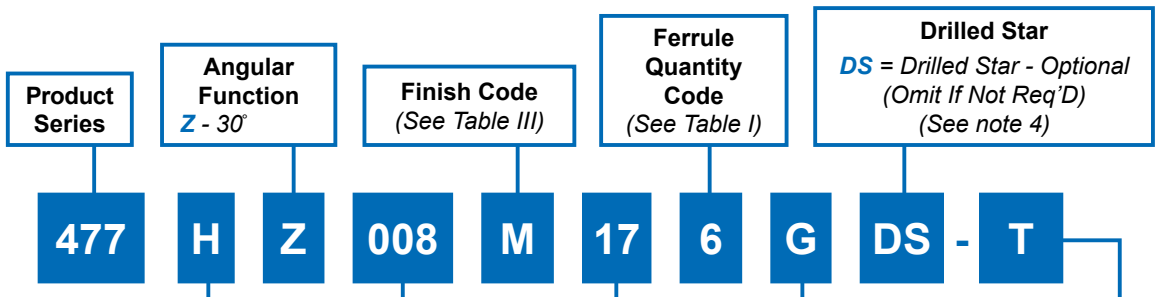 Product
Series
Angular
Function
Z - 30°
Finish Code
(See Table III)
Ferrule
Quantity
Code
(See Table I)
Drilled Star
DS = Drilled Star - Optional
(Omit If Not Req'D)
(See note 4)
477 H Z 008 M 17 6 G DS - T